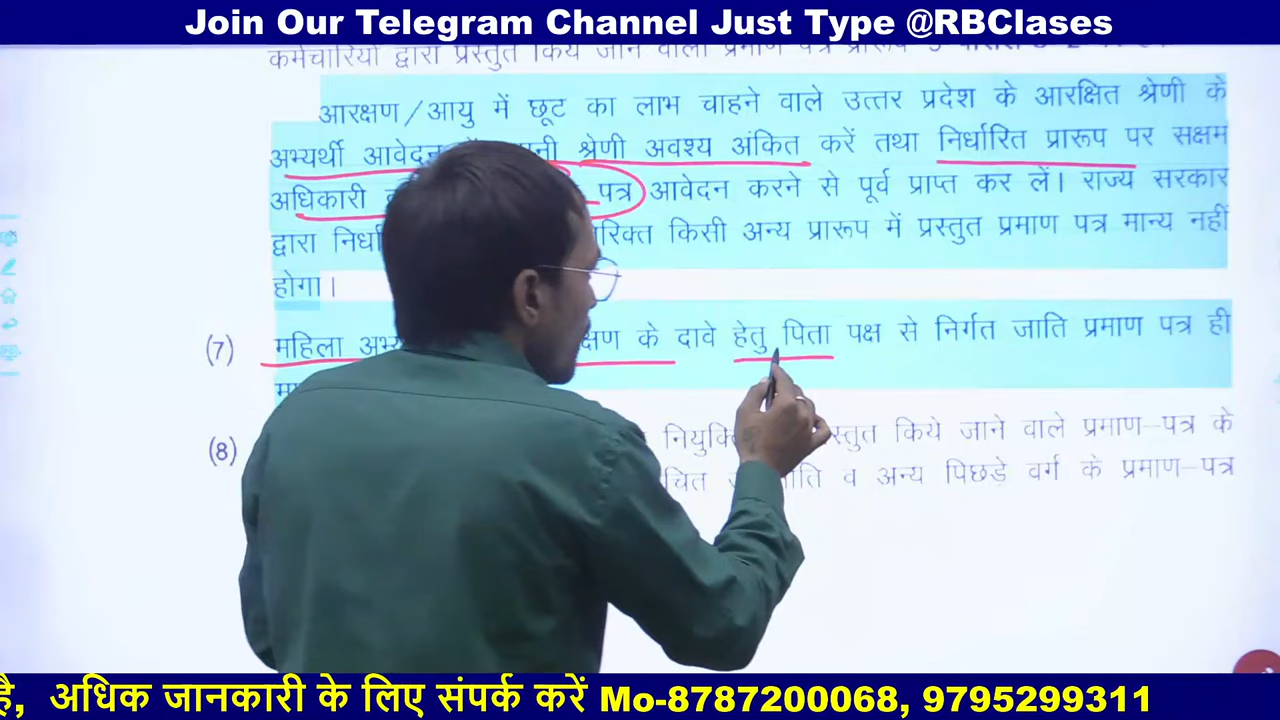 Join Our Telegram Channel Just Type @RBClases
कर्मचारियों द्वारा प्रस्तुत किये जाने वाला प्रमाण पत्र
आरक्षण/आयु में छूट का लाभ चाहने वाले उत्तर प्रदेश के आरक्षित श्रेणी के
अभ्यर्थी आवेदन श्रेणी अवश्य अंकित करें तथा निर्धारित प्रारूप पर सक्षम
अधिकारी पत्र आवेदन करने से पूर्व प्राप्त कर लें। राज्य सरकार
द्वारा किसी अन्य प्रारूप में प्रस्तुत प्रमाण पत्र मान्य नहीं
होगा।
(7) महिला के दावे हेतु पिता पक्ष से निर्गत जाति प्रमाण पत्र ही
(8) किये जाने वाले प्रमाण-पत्र के
व अन्य पिछड़े वर्ग के प्रमाण-पत्र
है, अधिक जानकारी के लिए संपर्क करें Mo-8787200068, 9795299311